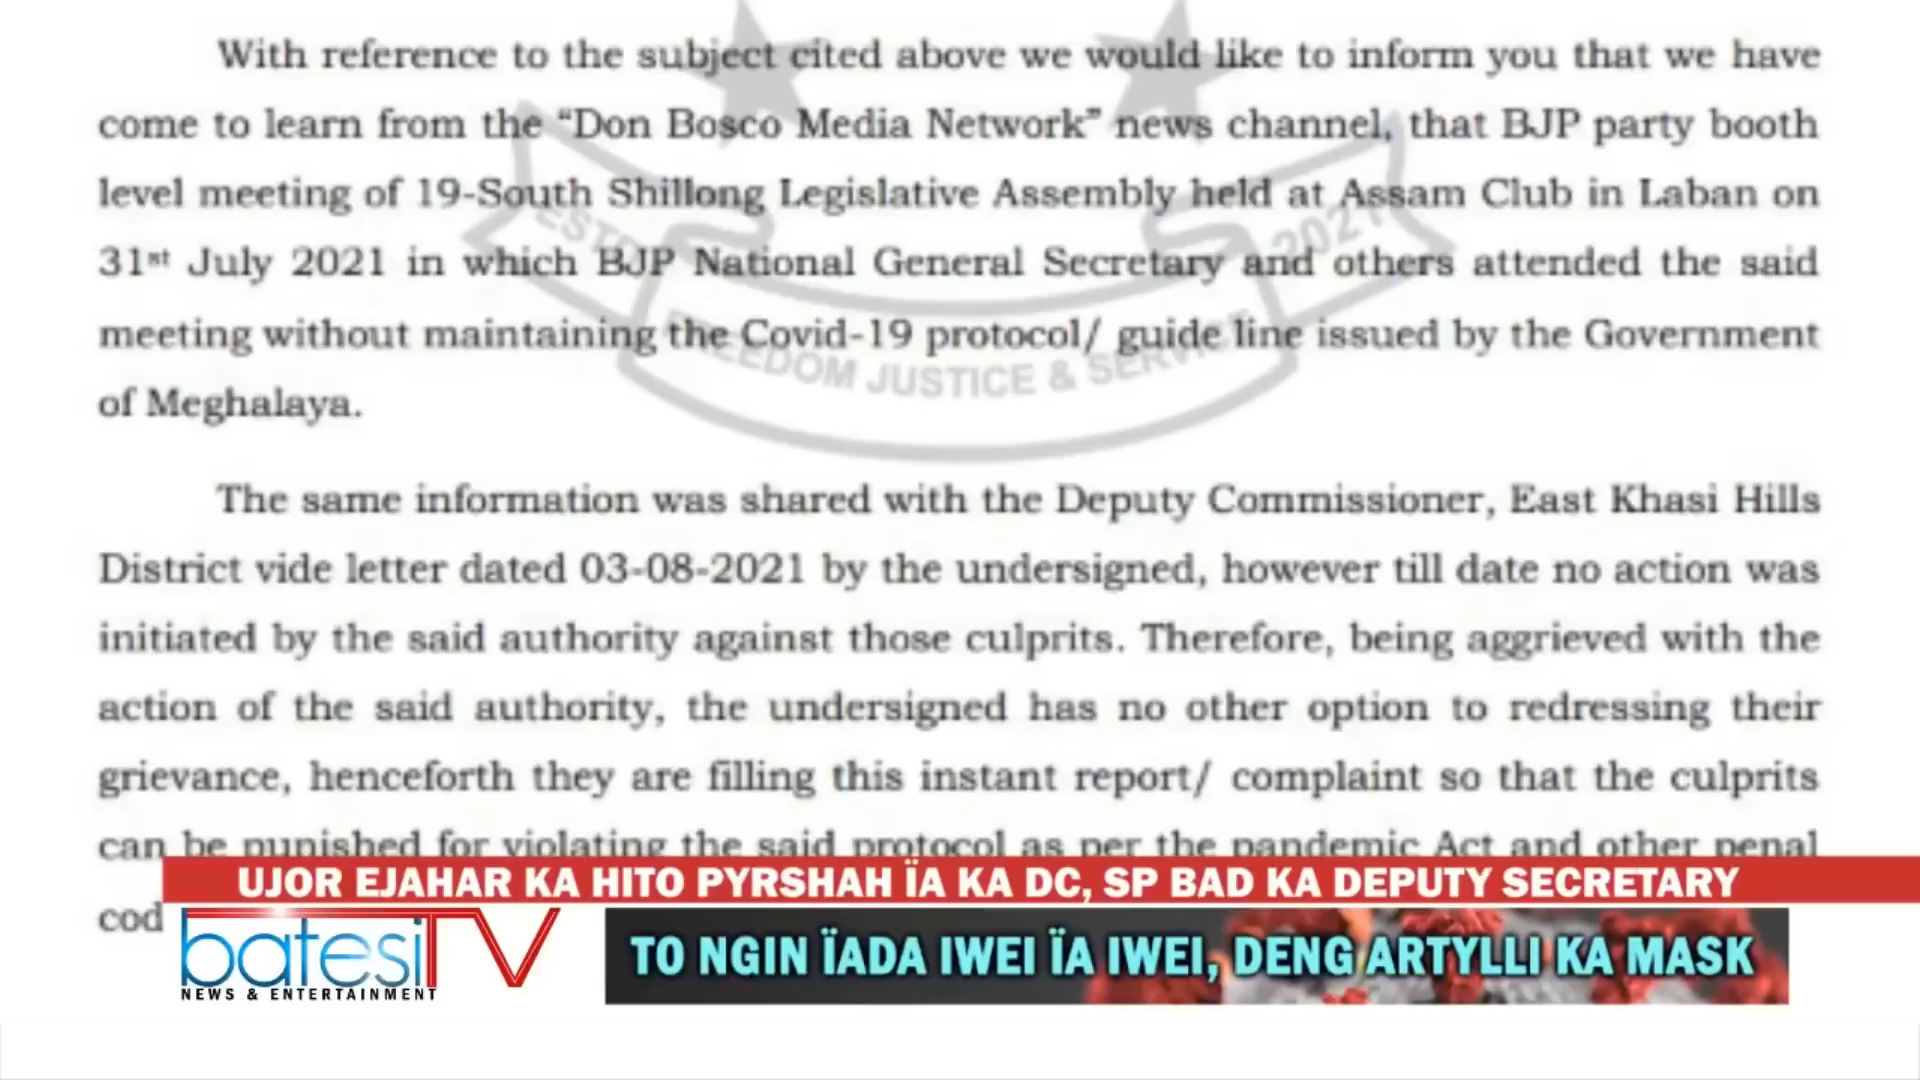 With reference to the subject cited above we would like to inform you that we have
come to learn from the “Don Bosco Media Network” news channel, that BJP party booth
level meeting of 19-South Shillong Legislative Assembly held at Assam Club in Laban on
31st July 2021 in which BJP National General Secretary and others attended the said
meeting without maintaining the Covid-19 protocol/ guide line issued by the Government
of Meghalaya.
ESTD 2021
FREEDOM JUSTICE & SERVICE
The same information was shared with the Deputy Commissioner, East Khasi Hills
District vide letter dated 03-08-2021 by the undersigned, however till date no action was
initiated by the said authority against those culprits. Therefore, being aggrieved with the
action of the said authority, the undersigned has no other option to redressing their
grievance, henceforth they are filling this instant report/ complaint so that the culprits
can be punished for violating the said protocol as per the pandemic Act and other penal
cod
UJOR EJAHAR KA HITO PYRSHAH ÏA KA DC, SP BAD KA DEPUTY SECRETARY
batesi TV
NEWS & ENTERTAINMENT
TO NGIN ÏADA IWEI ÏA IWEI, DENG ARTYLLI KA MASK